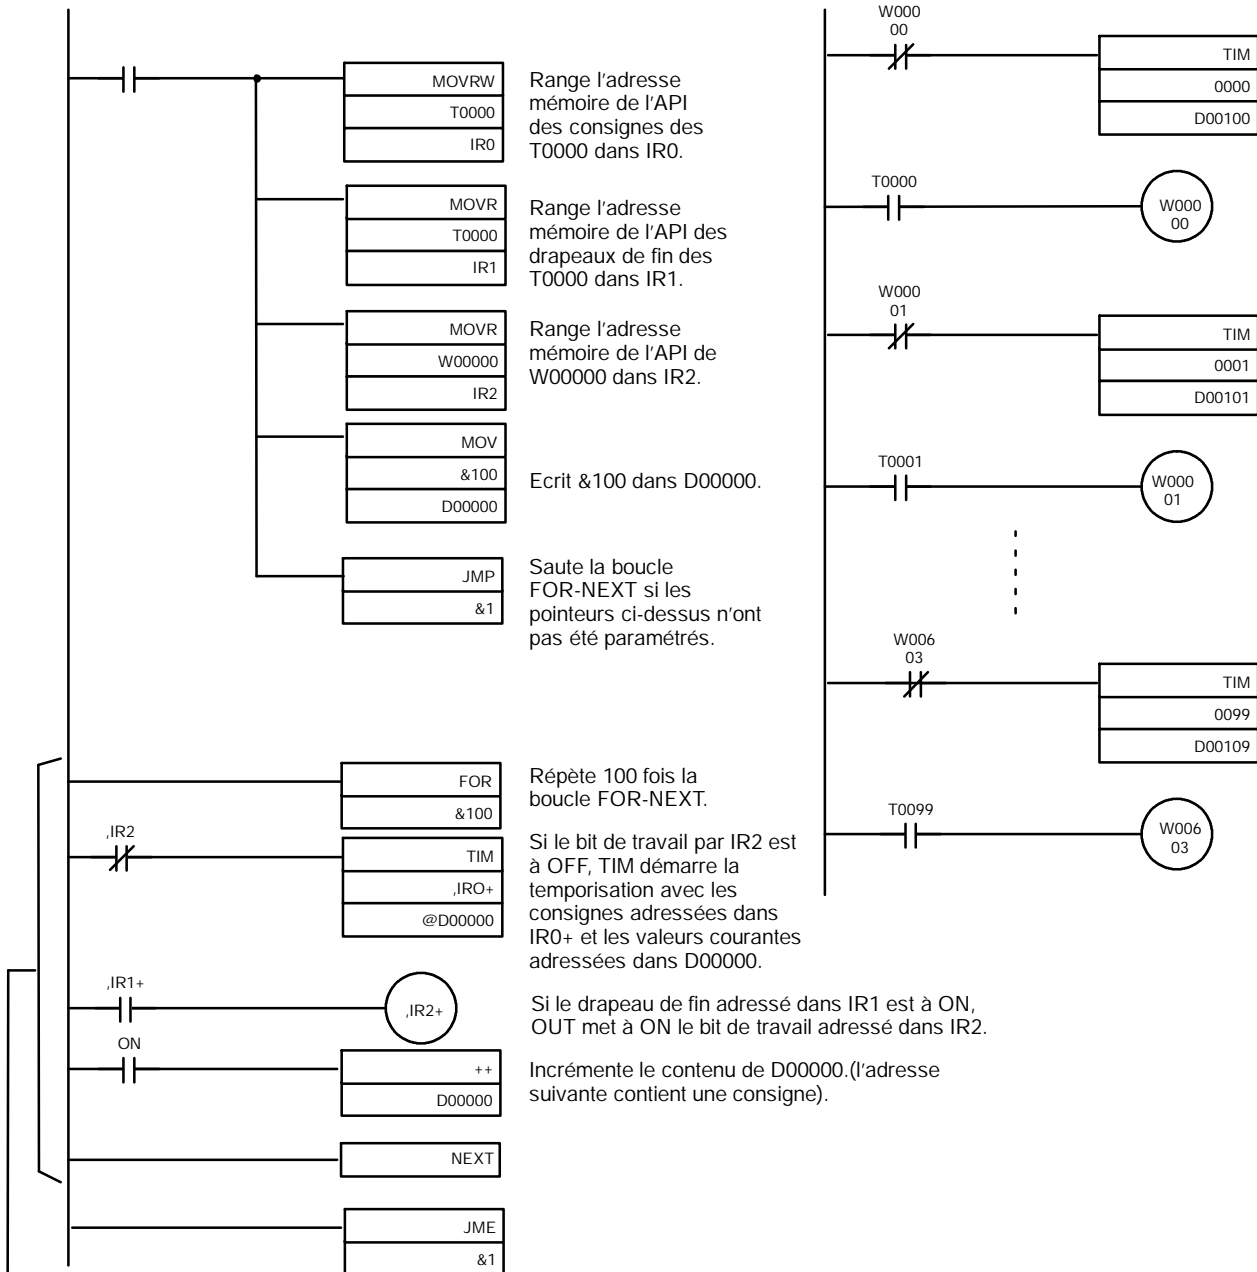 MOVRW
T0000
IR0
Range l'adresse
mémoire de l'API
des consignes des
T0000 dans IR0.
MOVR
T0000
IR1
Range l'adresse
mémoire de l'API des
drapeaux de fin des
T0000 dans IR1.
MOVR
W00000
IR2
Range l'adresse
mémoire de l'API de
W00000 dans IR2.
MOV
&100
D00000
Ecrit &100 dans D00000.
JMP
&1
Saute la boucle
FOR-NEXT si les
pointeurs ci-dessus n'ont
pas été paramétrés.
FOR
&100
Répète 100 fois la
boucle FOR-NEXT.
,IR2
TIM
,IRO+
@D00000
Si le bit de travail par IR2 est
à OFF, TIM démarre la
temporisation avec les
consignes adressées dans
IR0+ et les valeurs courantes
adressées dans D00000.
,IR1+
,IR2+
Si le drapeau de fin adressé dans IR1 est à ON,
OUT met à ON le bit de travail adressé dans IR2.
ON
++
D00000
Incrémente le contenu de D00000.(l'adresse
suivante contient une consigne).
NEXT
JME
&1
W000
00
TIM
0000
D00100
T0000
W000
00
W000
01
TIM
0001
D00101
T0001
W000
01
W006
03
TIM
0099
D00109
T0099
W006
03